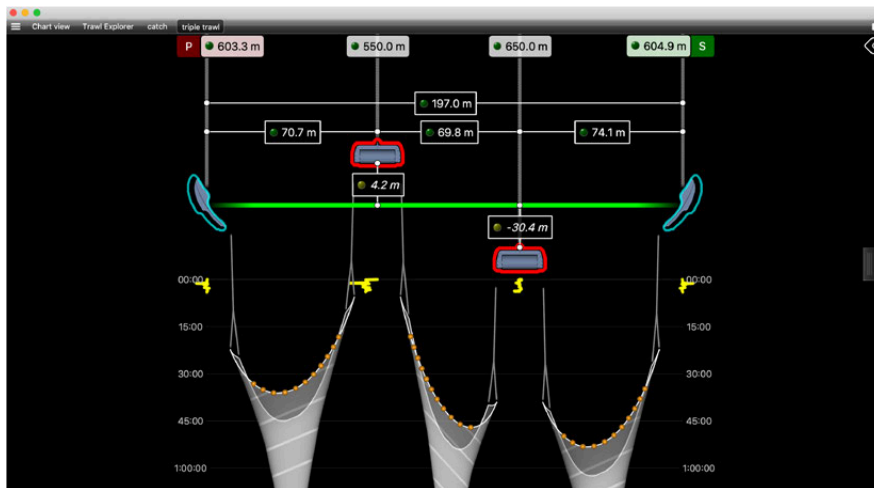 Chart view Trawl Explorer catch triple trawl
P 603.3 m 550.0 m 650.0 m 604.9 m S
197.0 m
70.7 m 69.8 m 74.1 m
4.2 m
-30.4 m
00:00 00:00
15:00 15:00
30:00 30:00
45:00 45:00
1:00:00 1:00:00